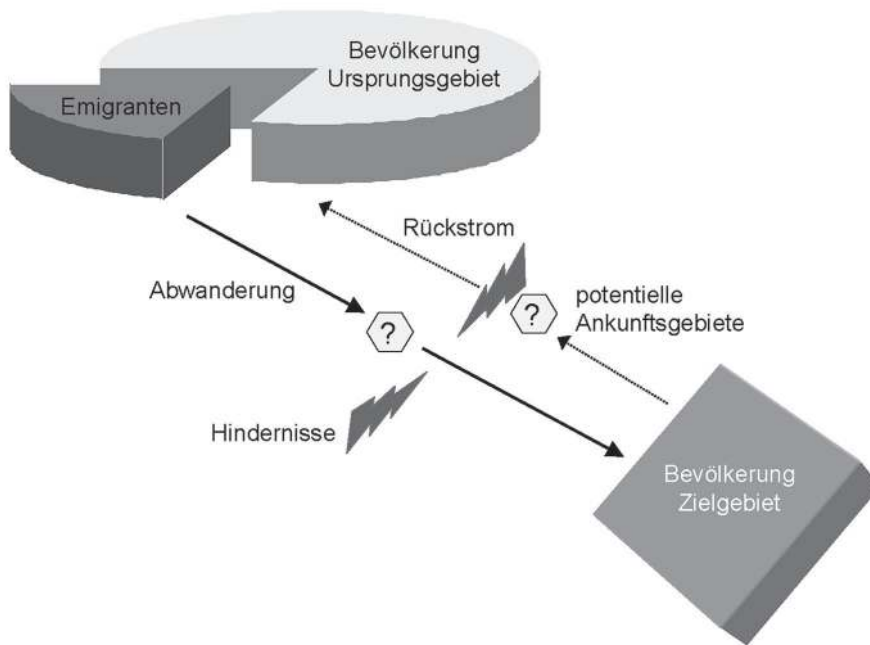 Bevölkerung
Ursprungsgebiet
Emigranten
Rückstrom
Abwanderung
?
?
potentielle
Ankunftsgebiete
Hindernisse
Bevölkerung
Zielgebiet